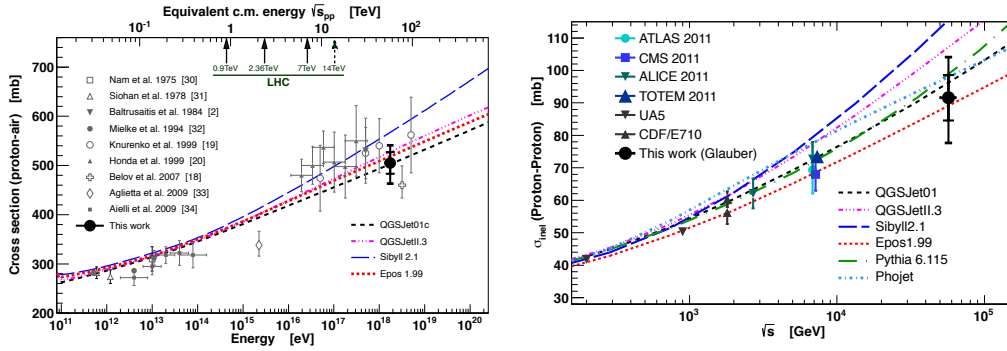 Equivalent c.m. energy √s_pp [TeV]
10^-1 1 10 10^2
0.9TeV 2.36TeV 7TeV 14TeV
LHC
Cross section (proton-air) [mb]
700
600
500
400
300
200
Nam et al. 1975 [30]
Siohan et al. 1978 [31]
Baltrusaitis et al. 1984 [2]
Mielke et al. 1994 [32]
Knurenko et al. 1999 [19]
Honda et al. 1999 [20]
Belov et al. 2007 [18]
Aglietta et al. 2009 [33]
Aielli et al. 2009 [34]
This work
QGSJet01c
QGSJetII.3
Sibyll 2.1
Epos 1.99
10^11 10^12 10^13 10^14 10^15 10^16 10^17 10^18 10^19 10^20
Energy [eV]
σ_inel (Proton-Proton) [mb]
110
100
90
80
70
60
50
40
30
ATLAS 2011
CMS 2011
ALICE 2011
TOTEM 2011
UA5
CDF/E710
This work (Glauber)
QGSJet01
QGSJetII.3
Sibyll2.1
Epos1.99
Pythia 6.115
Phojet
10^3 10^4 10^5
√s [GeV]